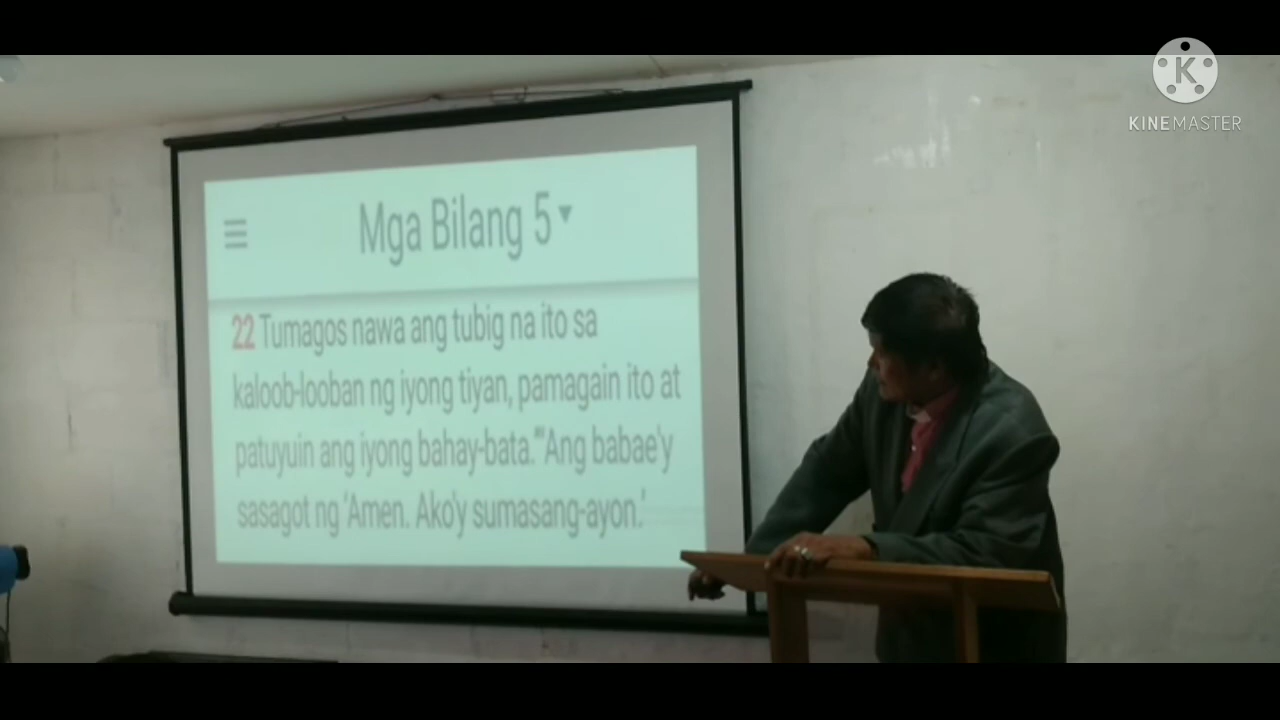 Mga Bilang 5
22 Tumagos nawa ang tubig na ito sa
kaloob-looban ng iyong tiyan, pamagain ito at
patuyuin ang iyong bahay-bata.'" "Ang babae'y
sasagot ng 'Amen. Ako'y sumasang-ayon.'
K
KINEMASTER